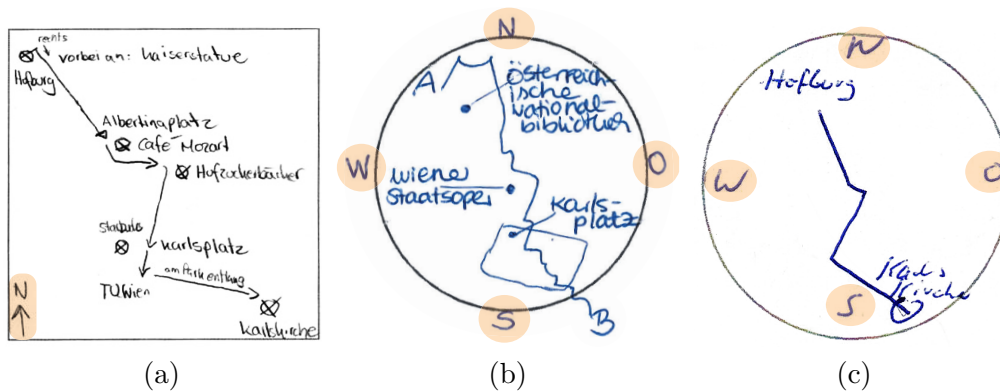 rechts
vorbei an: Kaiserstatue
Hofburg
Albertinaplatz
Café Mozart
Hofzuckerbäcker
Karlsplatz
am Park entlang
TU Wien
Karlskirche
N
(a)
N
A
Österreich-
ische
National-
bibliothek
W
O
Wiener
Staatsoper
Karls-
platz
S
B
(b)
N
Hofburg
W
O
Karls
Kirche
S
(c)